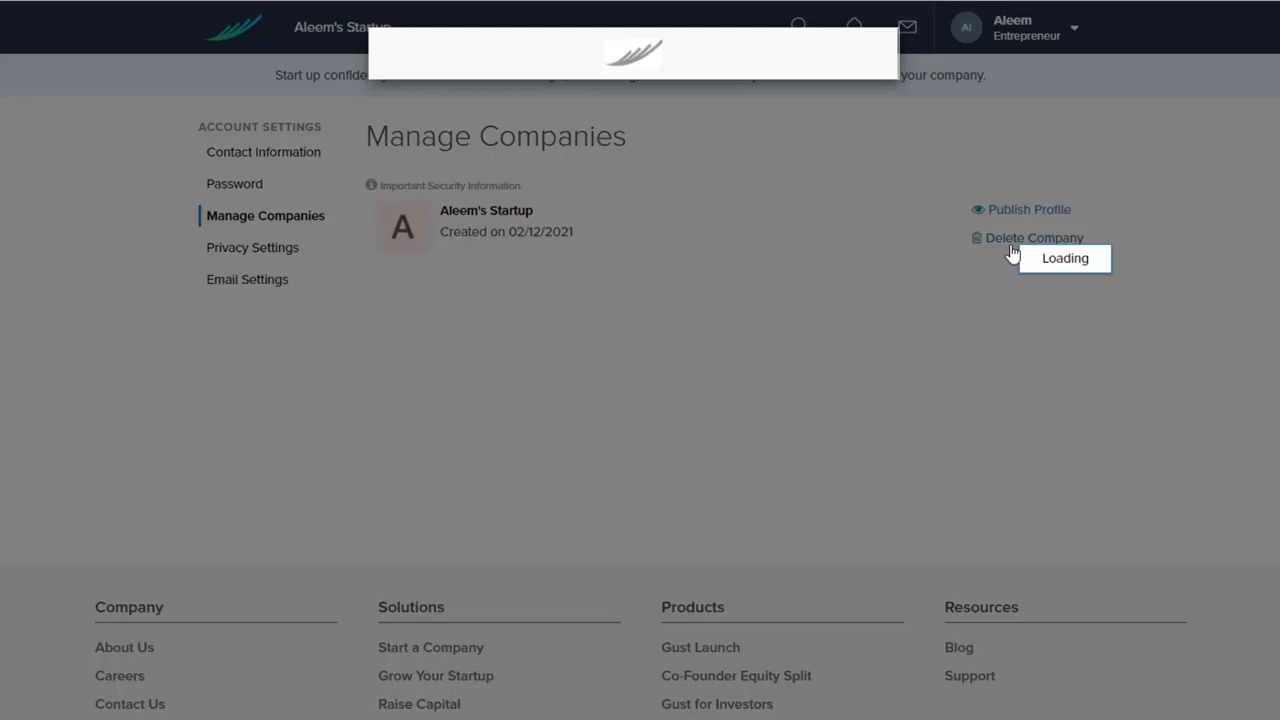 Aleem's Startup
AI
Aleem
Entrepreneur
Start up confide
your company.
ACCOUNT SETTINGS
Contact Information
Password
Manage Companies
Privacy Settings
Email Settings
Manage Companies
Important Security Information
A
Aleem's Startup
Created on 02/12/2021
Publish Profile
Delete Company
Loading
Company
About Us
Careers
Contact Us
Solutions
Start a Company
Grow Your Startup
Raise Capital
Products
Gust Launch
Co-Founder Equity Split
Gust for Investors
Resources
Blog
Support